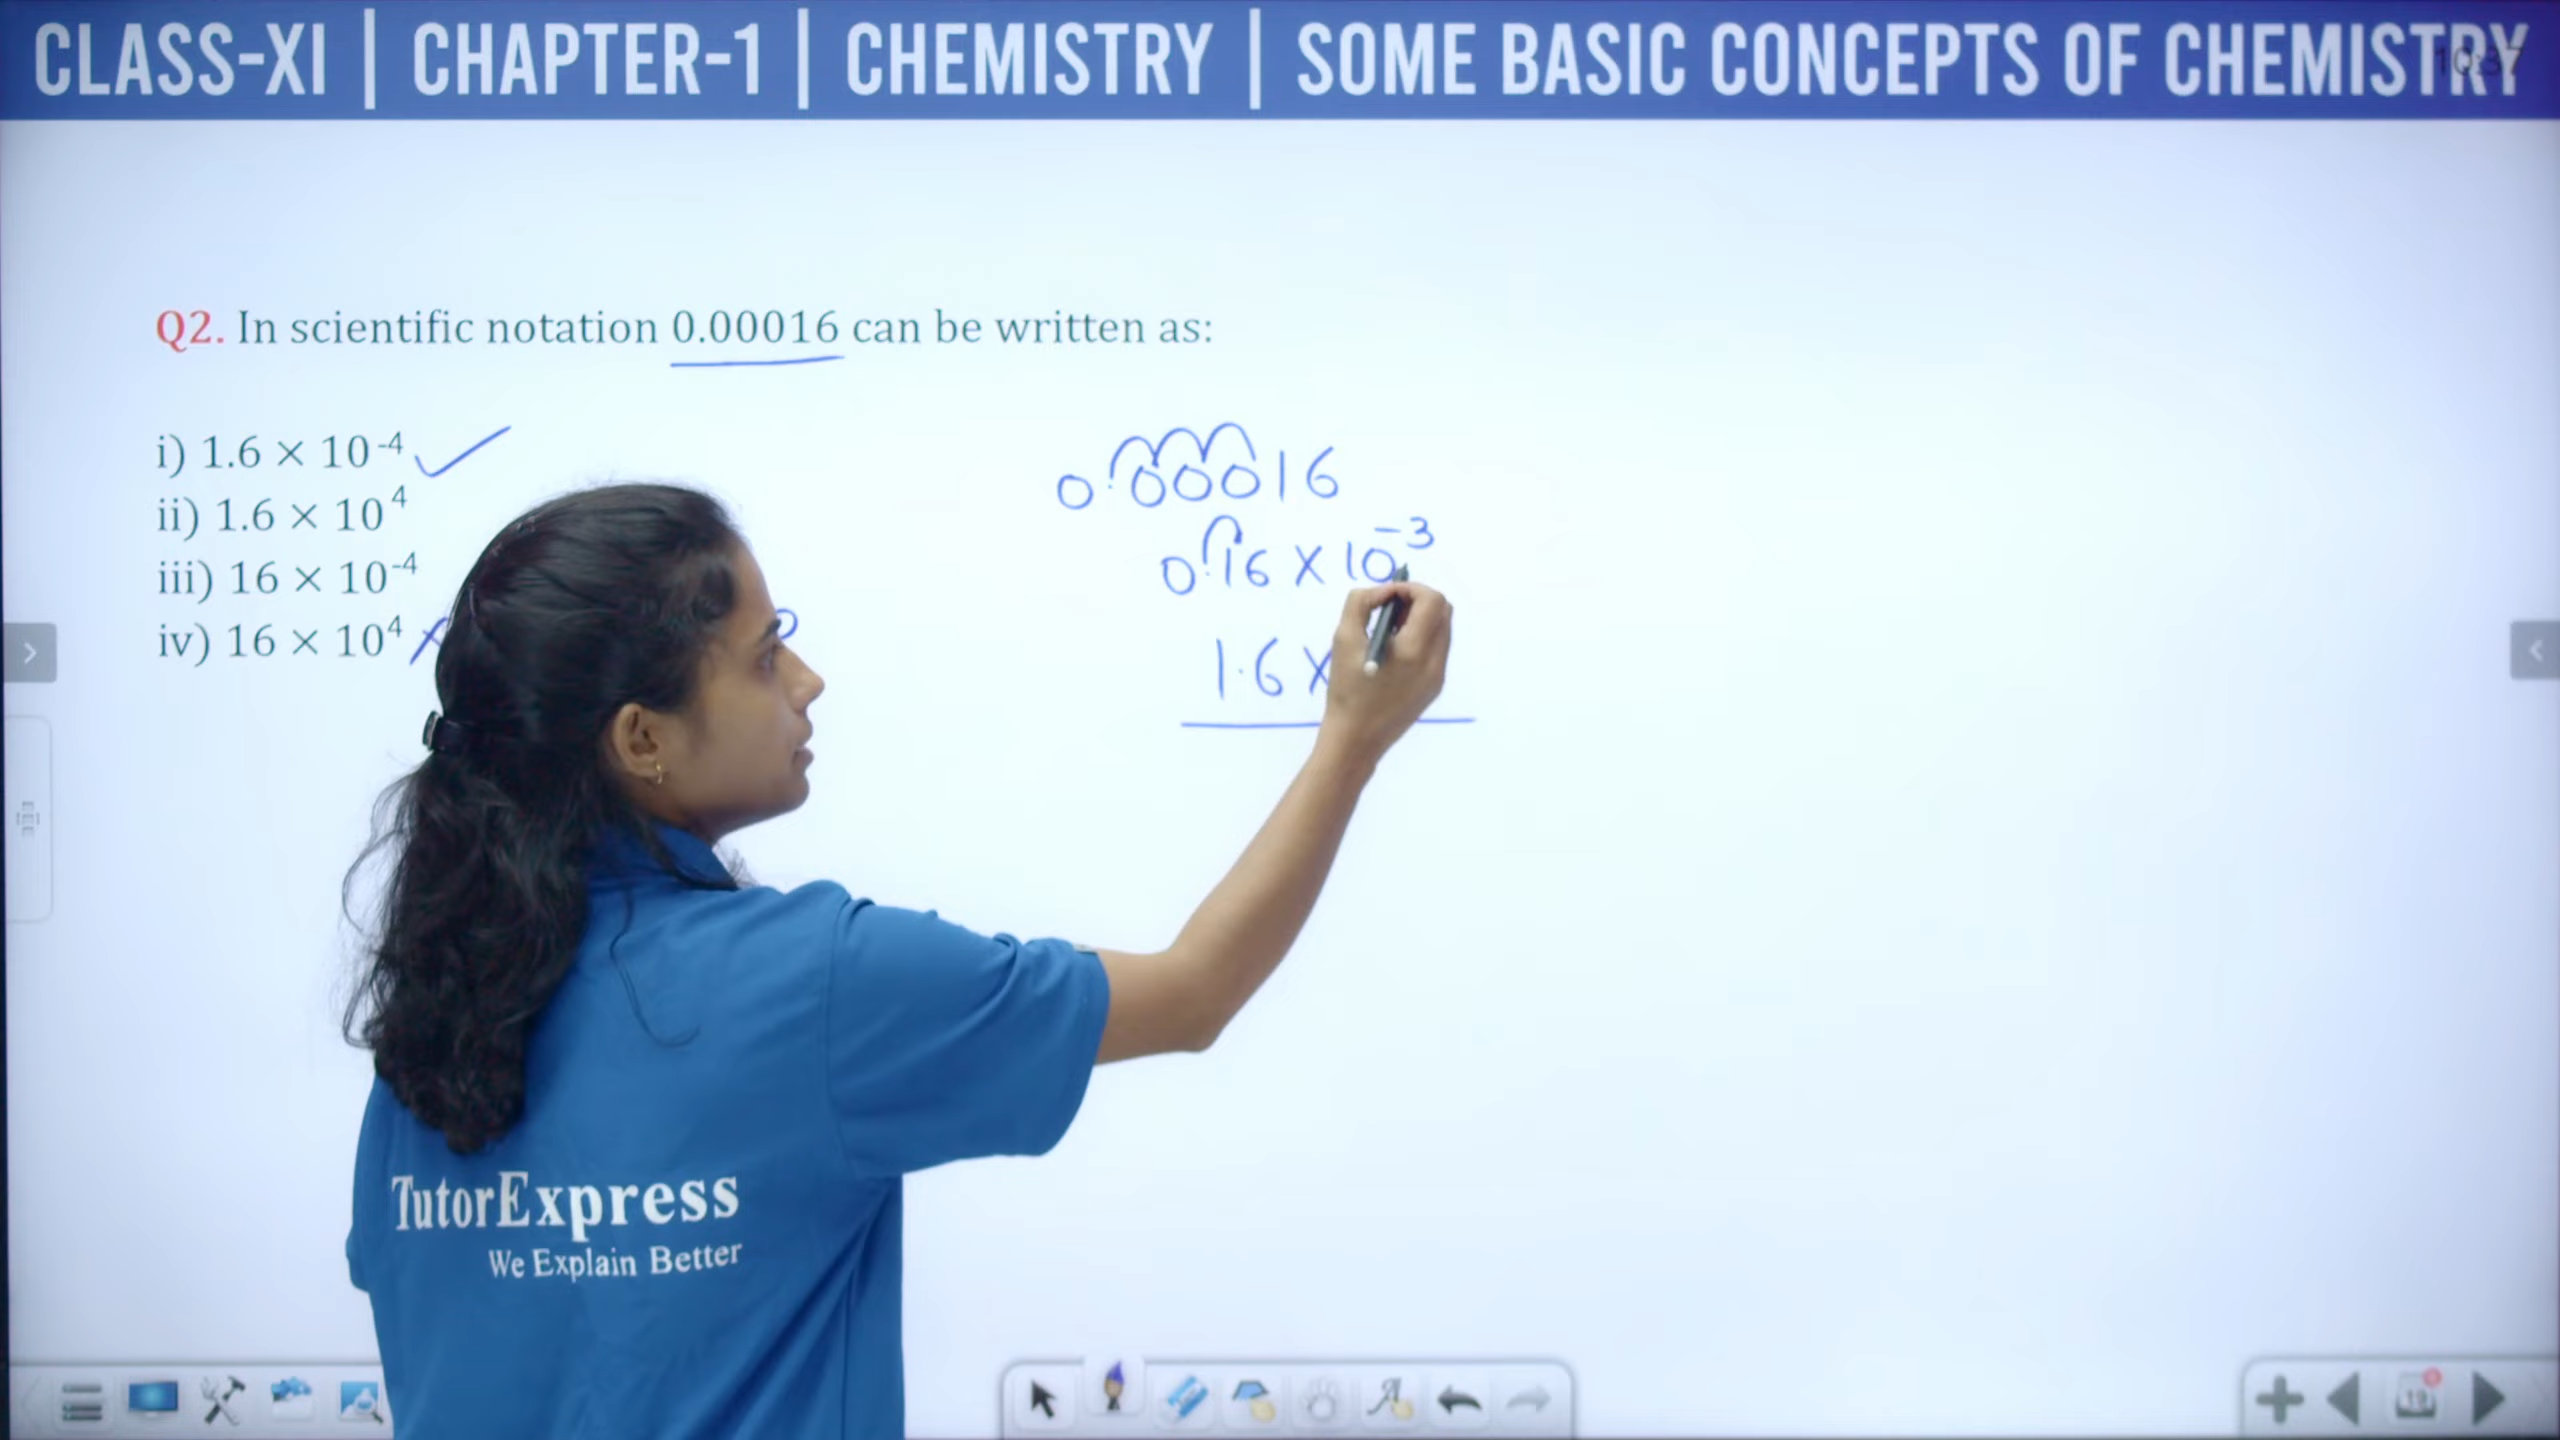 CLASS-XI | CHAPTER-1 | CHEMISTRY | SOME BASIC CONCEPTS OF CHEMISTRY
10:37
Q2. In scientific notation 0.00016 can be written as:
i) 1.6 × 10⁻⁴ ✓
ii) 1.6 × 10⁴
iii) 16 × 10⁻⁴
iv) 16 × 10⁴ ×
0.00016
0.16 × 10⁻³
1.6 ×
TutorExpress
We Explain Better